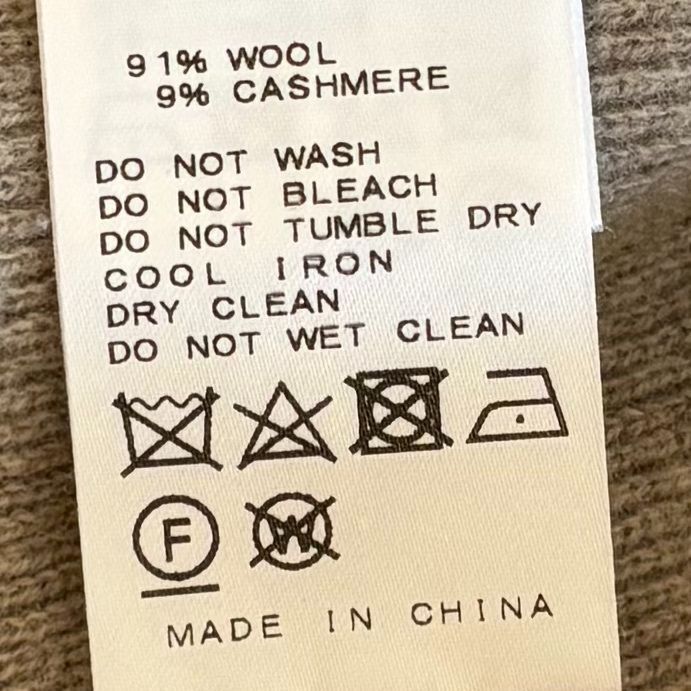 91% WOOL
9% CASHMERE
DO NOT WASH
DO NOT BLEACH
DO NOT TUMBLE DRY
COOL IRON
DRY CLEAN
DO NOT WET CLEAN
F W
MADE IN CHINA